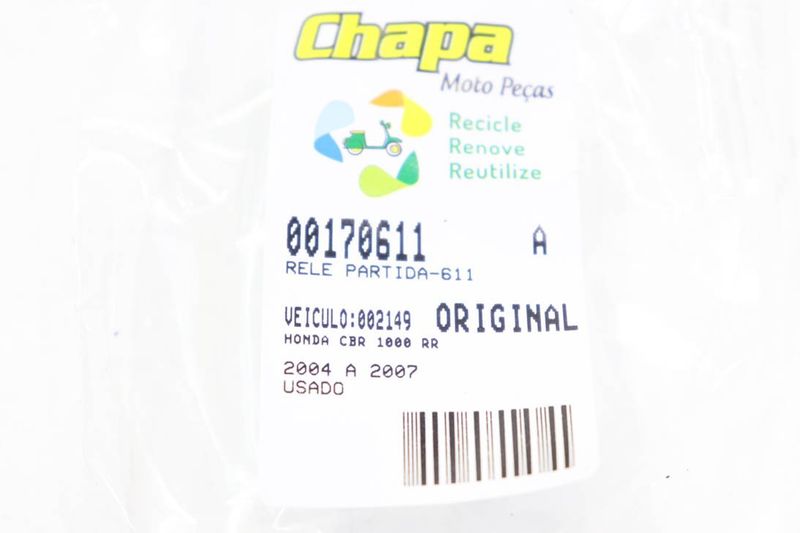 Chapa
Moto Peças
Recicle
Renove
Reutilize
00170611 A
RELE PARTIDA-611
VEICULO:002149 ORIGINAL
HONDA CBR 1000 RR
2004 A 2007
USADO